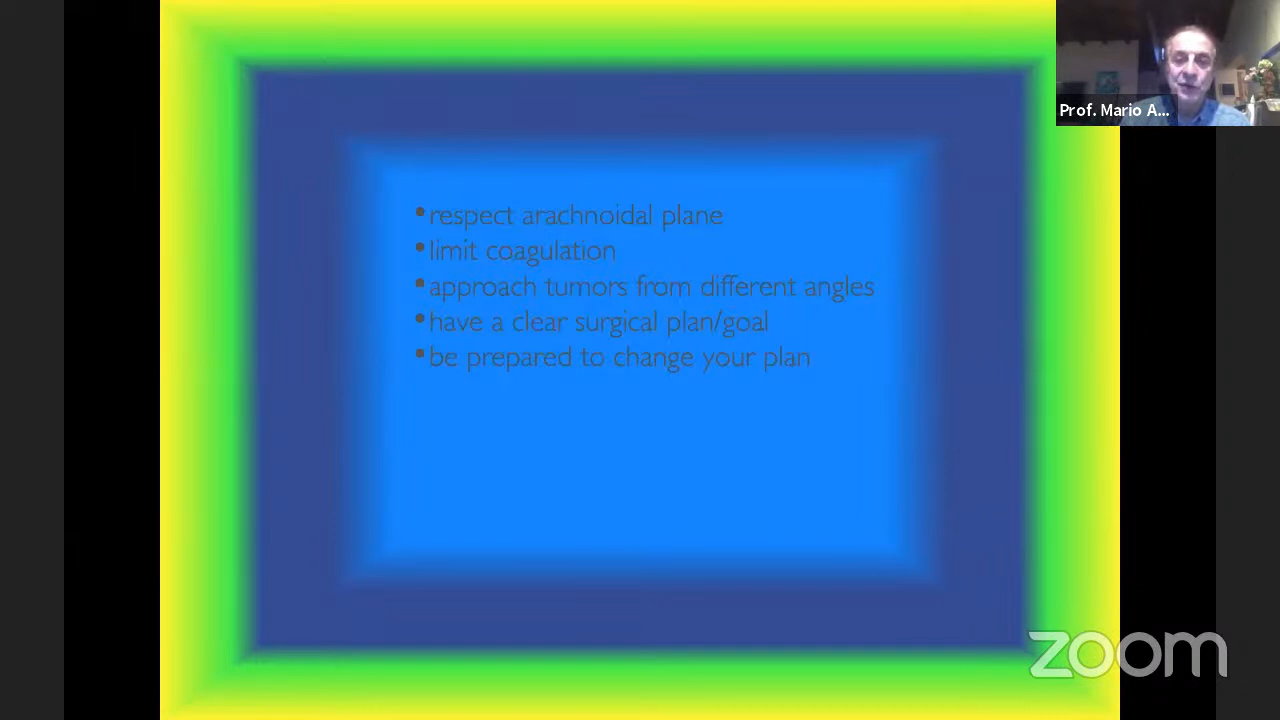 Prof. Mario A...
• respect arachnoidal plane
• limit coagulation
• approach tumors from different angles
• have a clear surgical plan/goal
• be prepared to change your plan
zoom